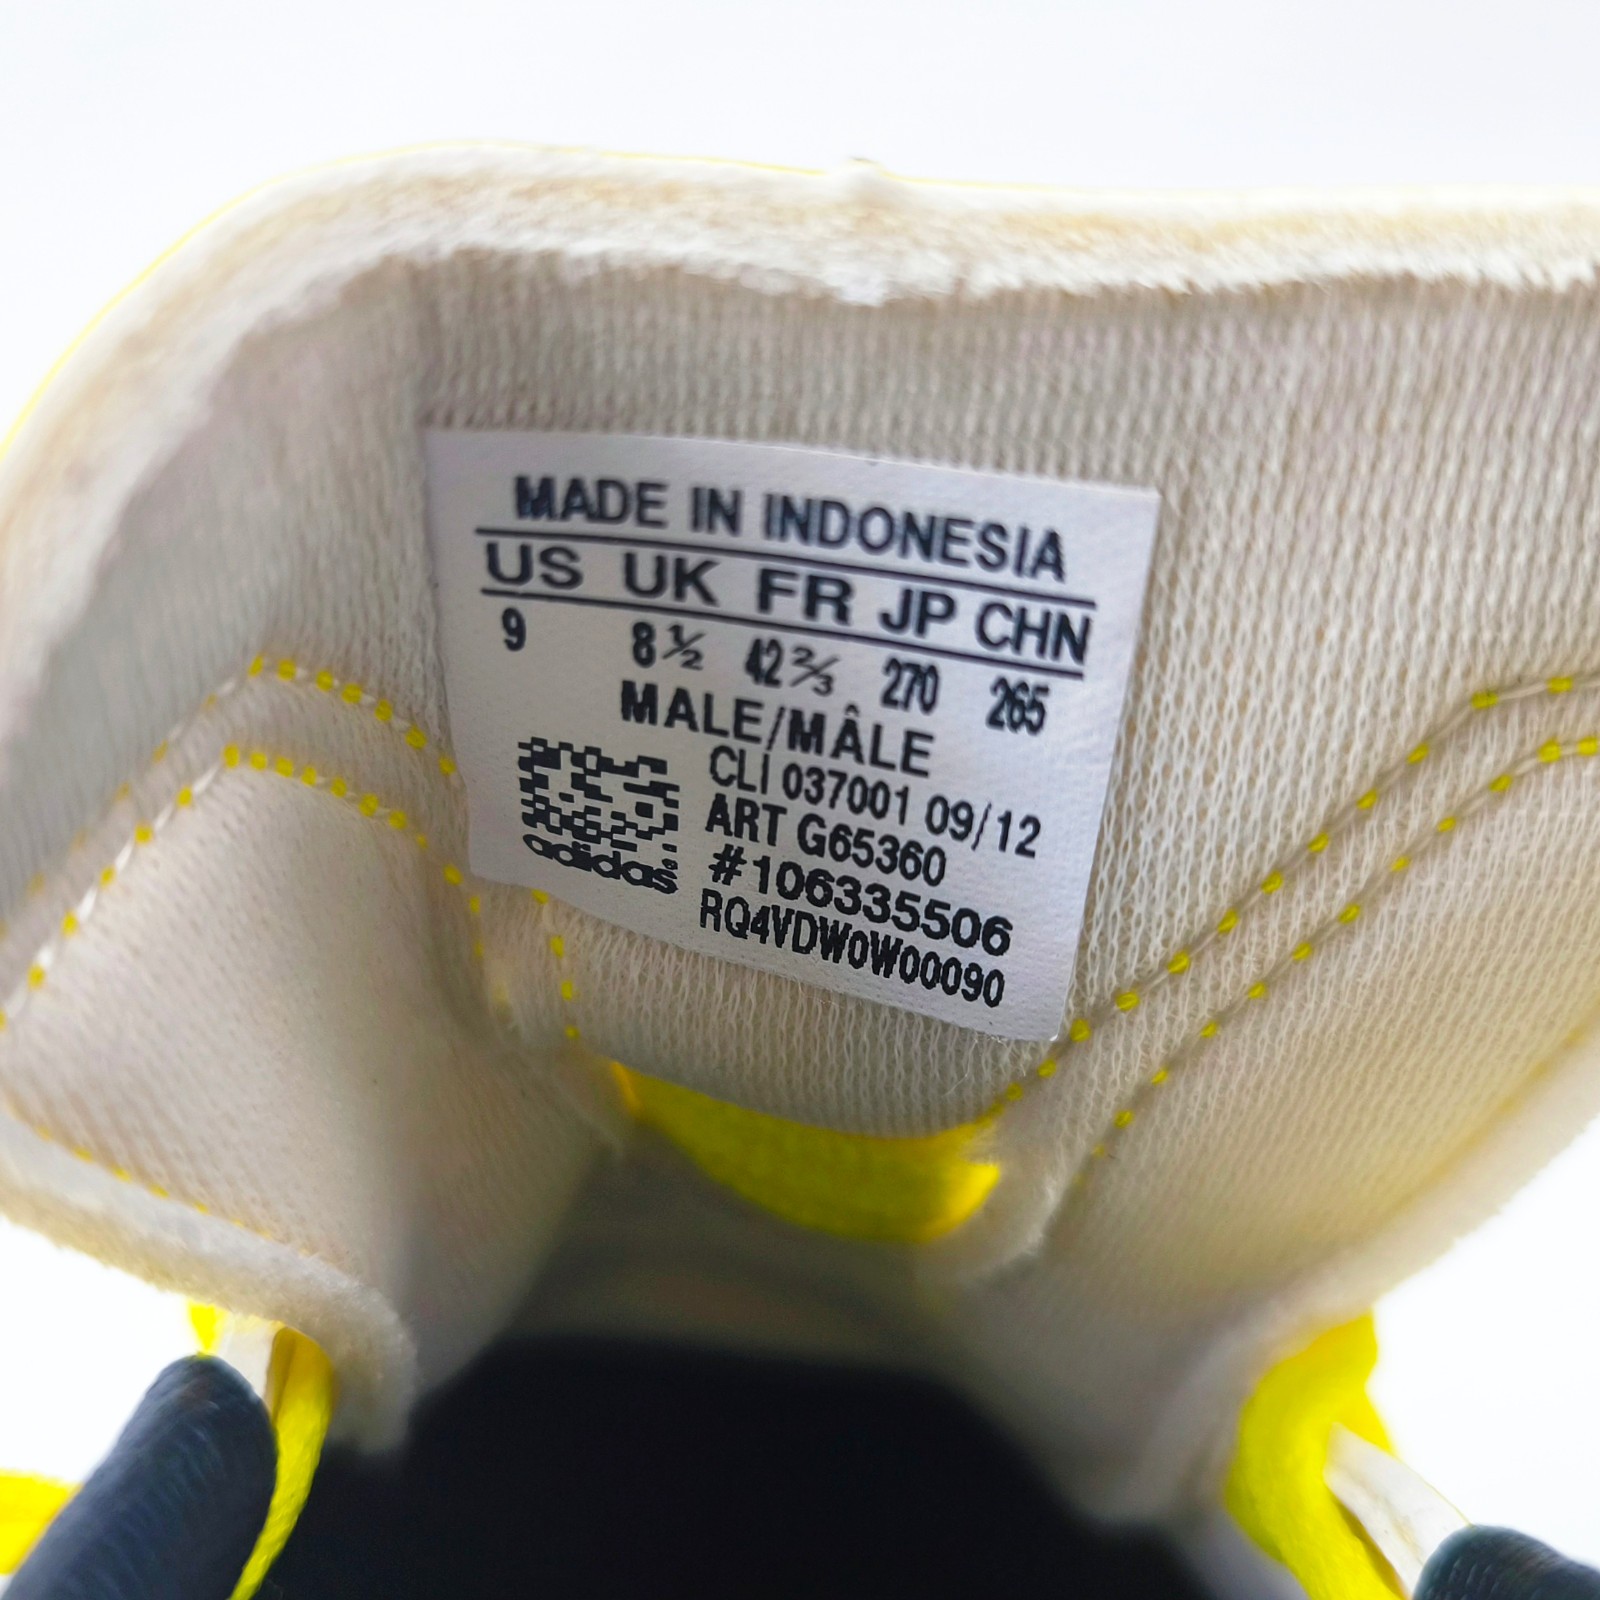 MADE IN INDONESIA
US UK FR JP CHN
9 8½ 42⅔ 270 265
MALE/MÂLE
CLI 037001 09/12
ART G65360
#106335506
RQ4VDW0W00090
adidas